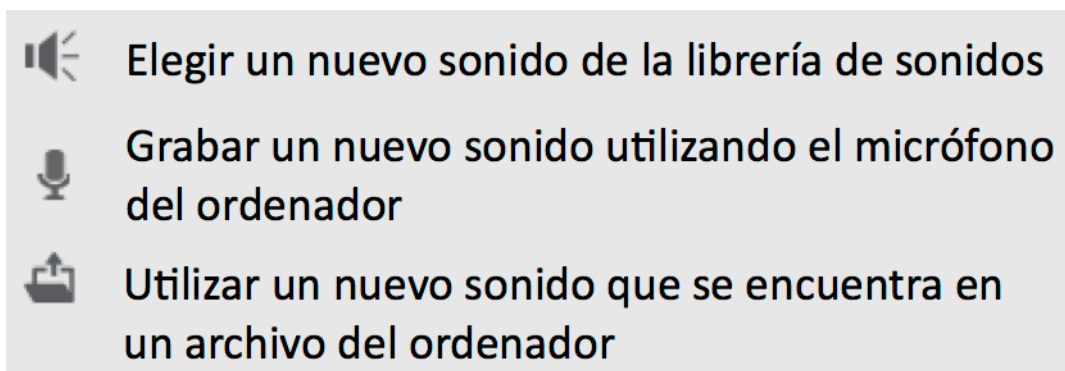 Elegir un nuevo sonido de la librería de sonidos
Grabar un nuevo sonido utilizando el micrófono
del ordenador
Utilizar un nuevo sonido que se encuentra en
un archivo del ordenador